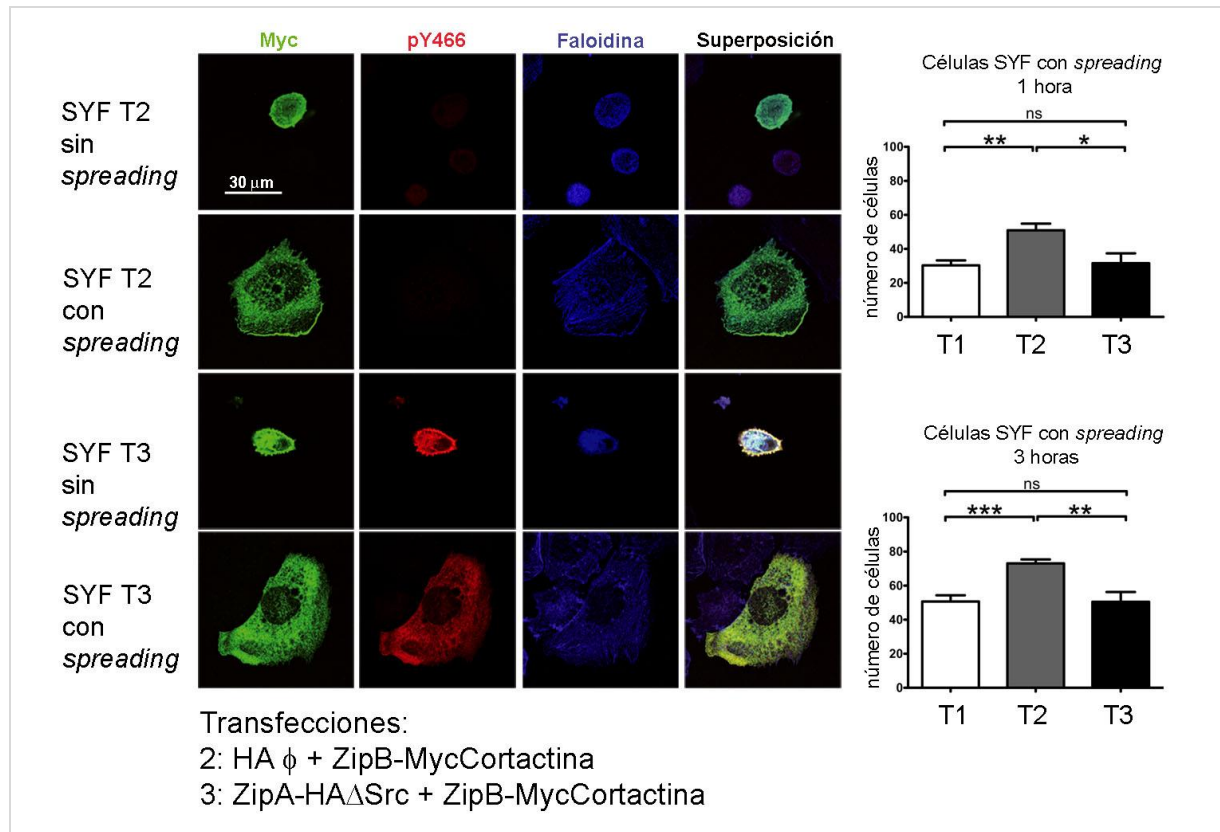 Myc pY466 Faloidina Superposición
SYF T2
sin
spreading
30 μm
SYF T2
con
spreading
SYF T3
sin
spreading
SYF T3
con
spreading
Transfecciones:
2: HA ϕ + ZipB-MycCortactina
3: ZipA-HAΔSrc + ZipB-MycCortactina
Células SYF con spreading
1 hora
ns
** *
número de células
100
80
60
40
20
0
T1 T2 T3
Células SYF con spreading
3 horas
ns
*** **
número de células
100
80
60
40
20
0
T1 T2 T3